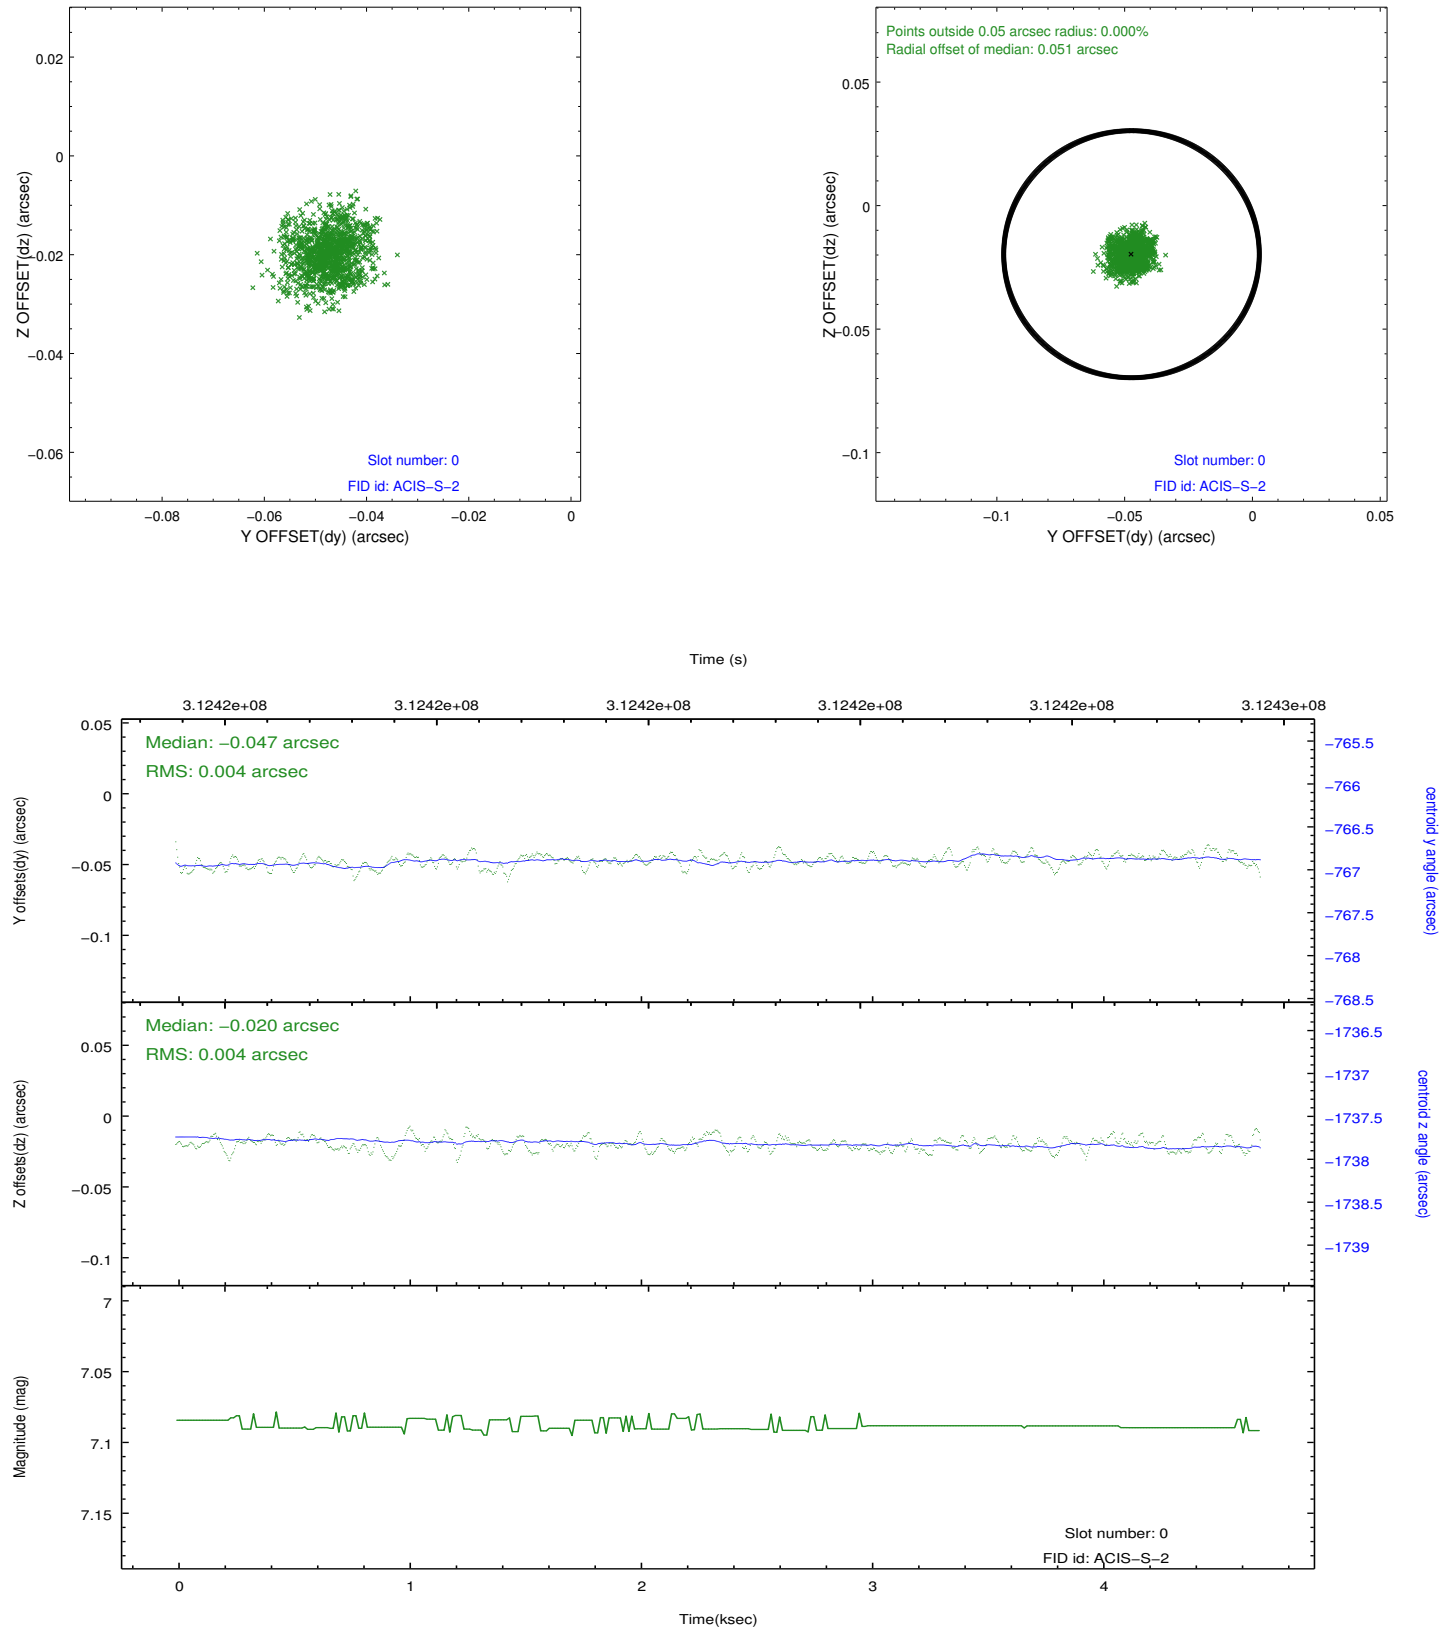 0.02
0
−0.02
−0.04
−0.06
Z OFFSET(dz) (arcsec)
Slot number: 0
FID id: ACIS−S−2
−0.08 −0.06 −0.04 −0.02 0
Y OFFSET(dy) (arcsec)
Points outside 0.05 arcsec radius: 0.000%
Radial offset of median: 0.051 arcsec
0.05
0
−0.05
−0.1
Z OFFSET(dz) (arcsec)
Slot number: 0
FID id: ACIS−S−2
−0.1 −0.05 0 0.05
Y OFFSET(dy) (arcsec)
Time (s)
3.1242e+08 3.1242e+08 3.1242e+08 3.1242e+08 3.1242e+08 3.1243e+08
Median: −0.047 arcsec
RMS: 0.004 arcsec
0.05
0
−0.05
−0.1
Y offsets(dy) (arcsec)
−765.5
−766
−766.5
−767
−767.5
−768
−768.5
centroid y angle (arcsec)
Median: −0.020 arcsec
RMS: 0.004 arcsec
0.05
0
−0.05
−0.1
Z offsets(dz) (arcsec)
−1736.5
−1737
−1737.5
−1738
−1738.5
−1739
centroid z angle (arcsec)
7
7.05
7.1
7.15
Magnitude (mag)
Slot number: 0
FID id: ACIS−S−2
0 1 2 3 4
Time(ksec)